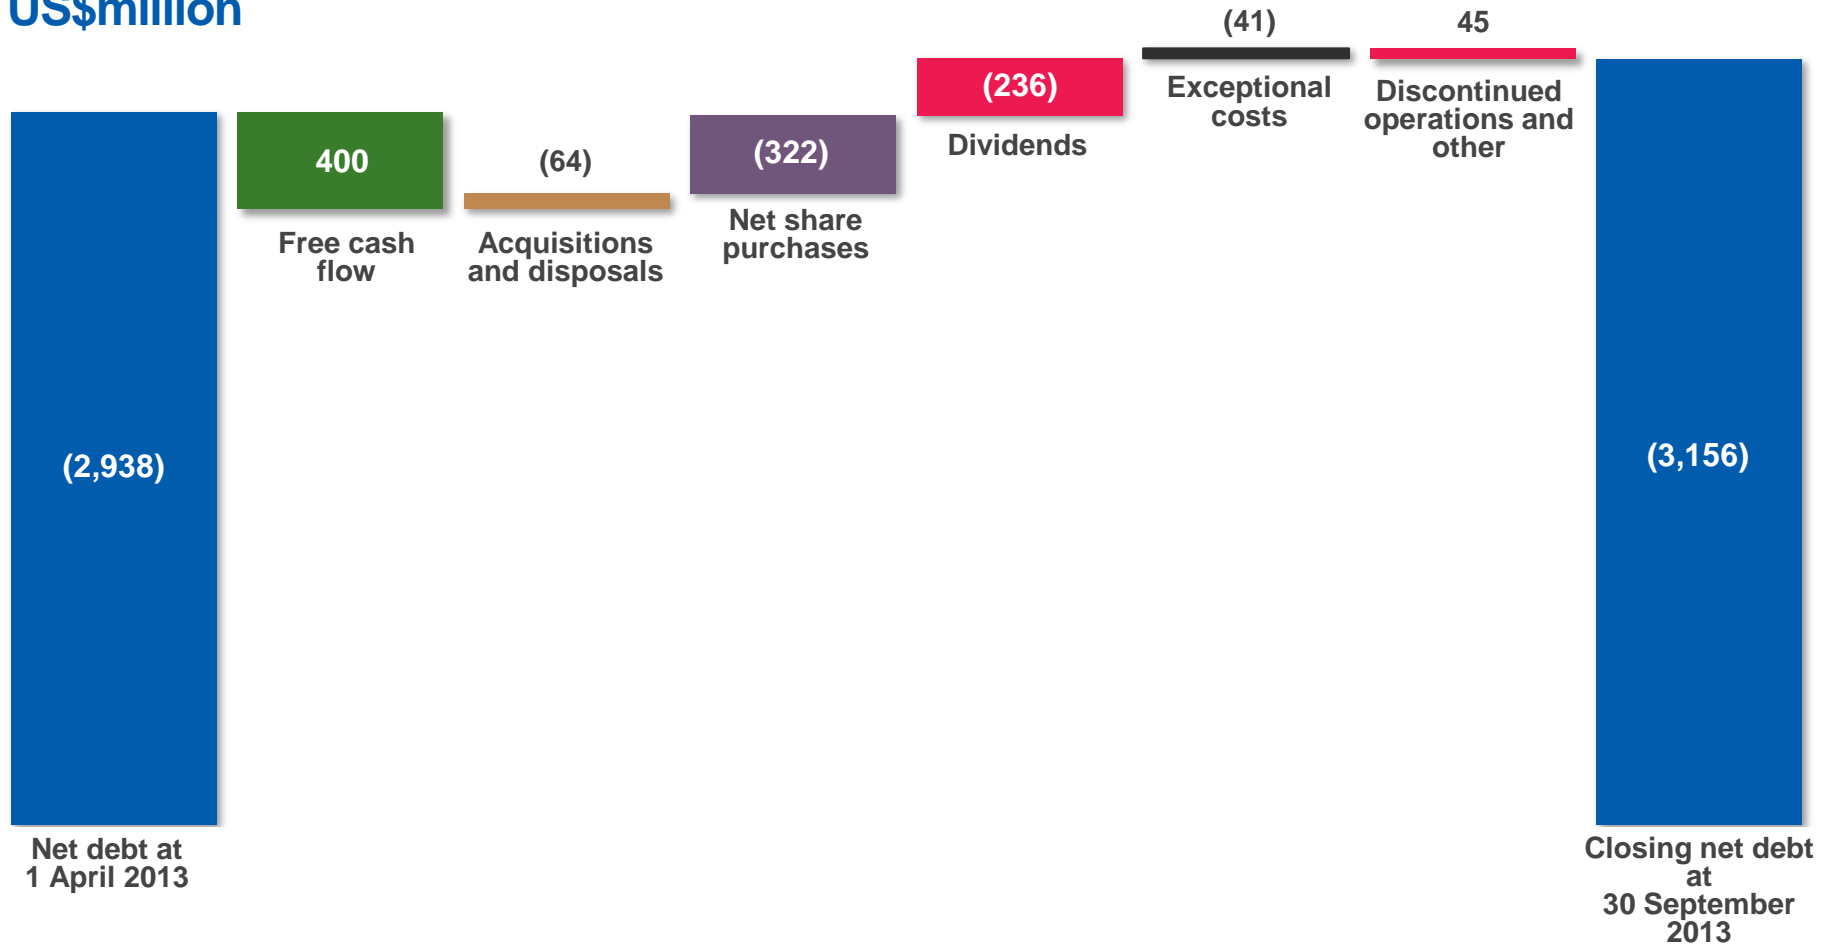 US$million
(2,938)
Net debt at
1 April 2013
400
Free cash
flow
(64)
Acquisitions
and disposals
(322)
Net share
purchases
(236)
Dividends
(41)
Exceptional
costs
45
Discontinued
operations and
other
(3,156)
Closing net debt
at
30 September
2013